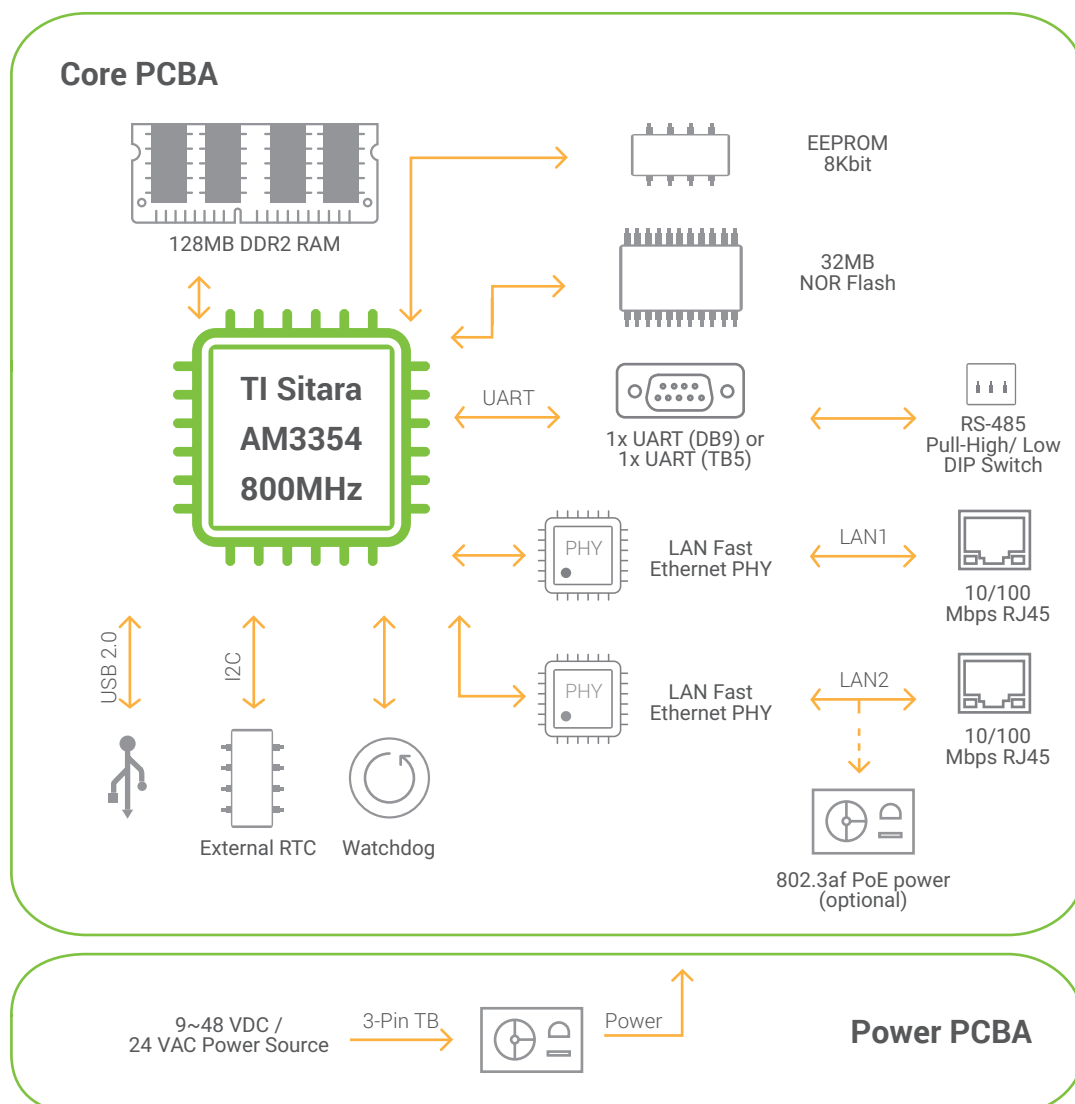 Core PCBA
128MB DDR2 RAM
EEPROM
8Kbit
32MB
NOR Flash
TI Sitara
AM3354
800MHz
UART
1x UART (DB9) or
1x UART (TB5)
RS-485
Pull-High/ Low
DIP Switch
PHY
LAN Fast
Ethernet PHY
LAN1
10/100
Mbps RJ45
USB 2.0
I2C
PHY
LAN Fast
Ethernet PHY
LAN2
10/100
Mbps RJ45
External RTC
Watchdog
802.3af PoE power
(optional)
9~48 VDC /
24 VAC Power Source
3-Pin TB
Power
Power PCBA